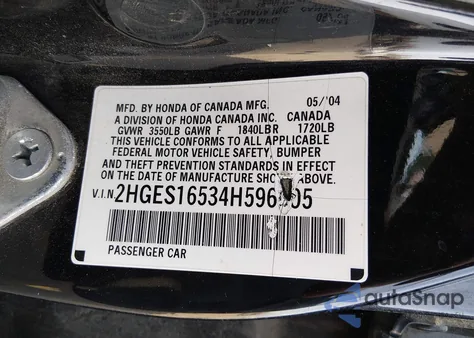 MFD. BY HONDA OF CANADA MFG. 05/'04
A DIVISION OF HONDA CANADA INC. CANADA
GVWR 3550LB GAWR F 1840LB R 1720LB
THIS VEHICLE CONFORMS TO ALL APPLICABLE
FEDERAL MOTOR VEHICLE SAFETY, BUMPER
AND THEFT PREVENTION STANDARDS IN EFFECT
ON THE DATE OF MANUFACTURE SHOWN ABOVE.
V.I.N.
PASSENGER CAR
autoSnap